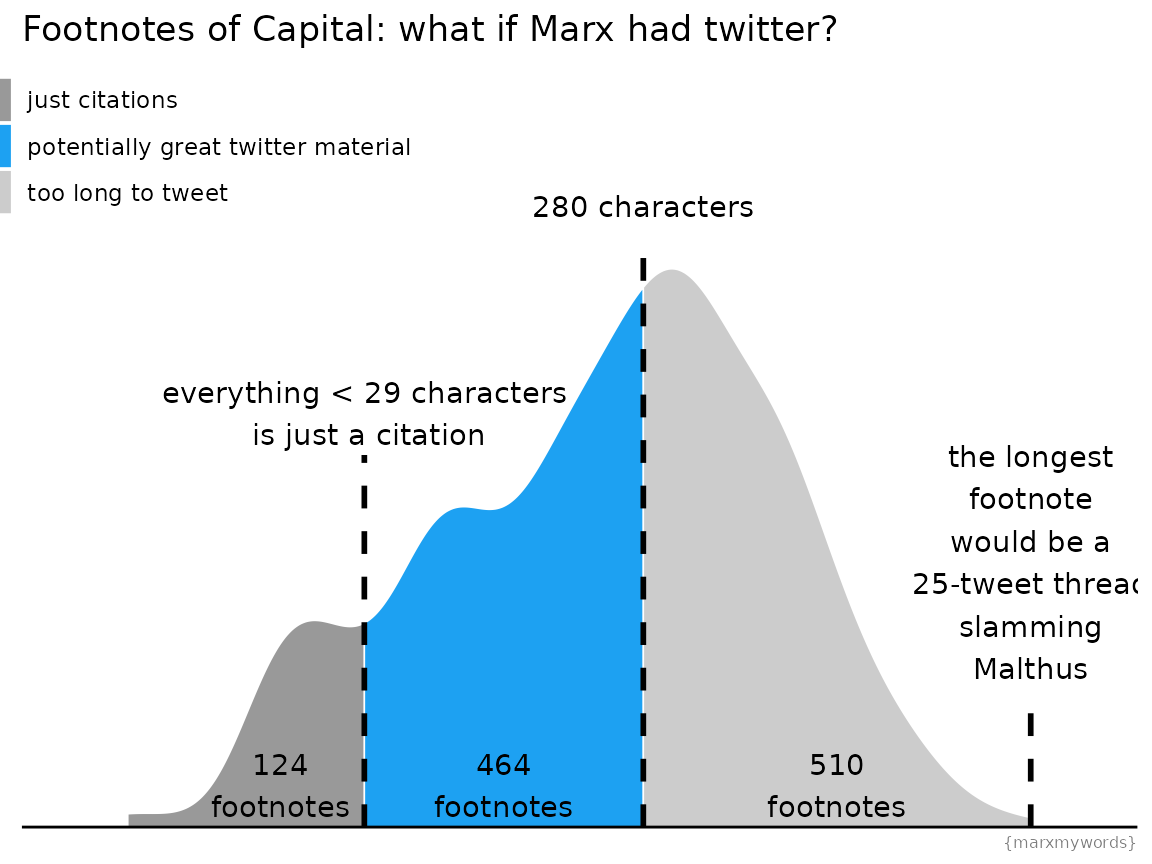 Footnotes of Capital: what if Marx had twitter?
just citations
potentially great twitter material
too long to tweet
280 characters
everything < 29 characters
is just a citation
the longest
footnote
would be a
25-tweet thread
slamming
Malthus
124
footnotes
464
footnotes
510
footnotes
{marxmywords}